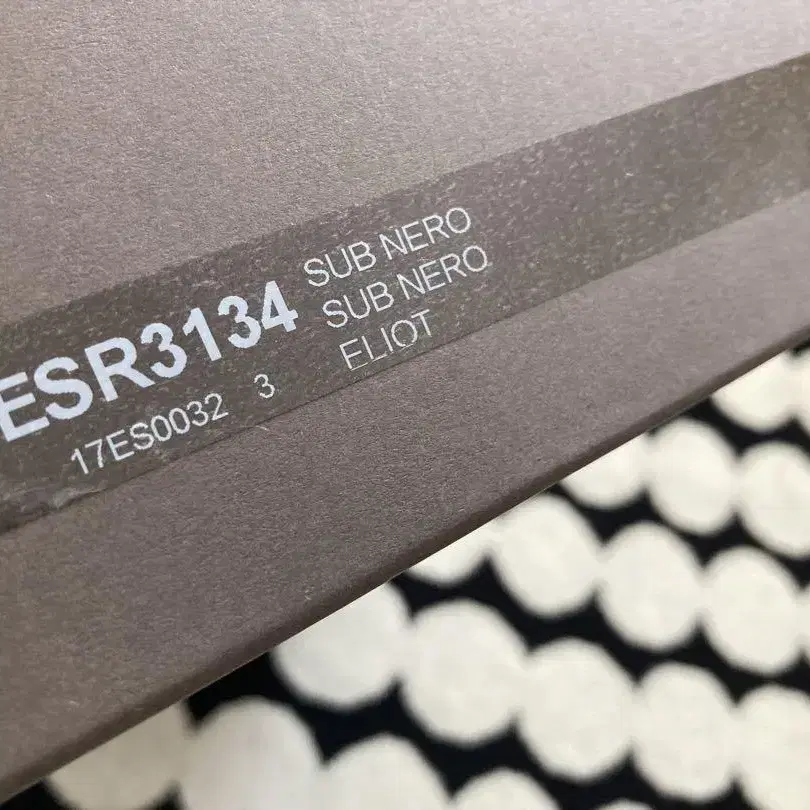 ESR3134
SUB NERO
SUB NERO
ELIOT
17ES0032 3